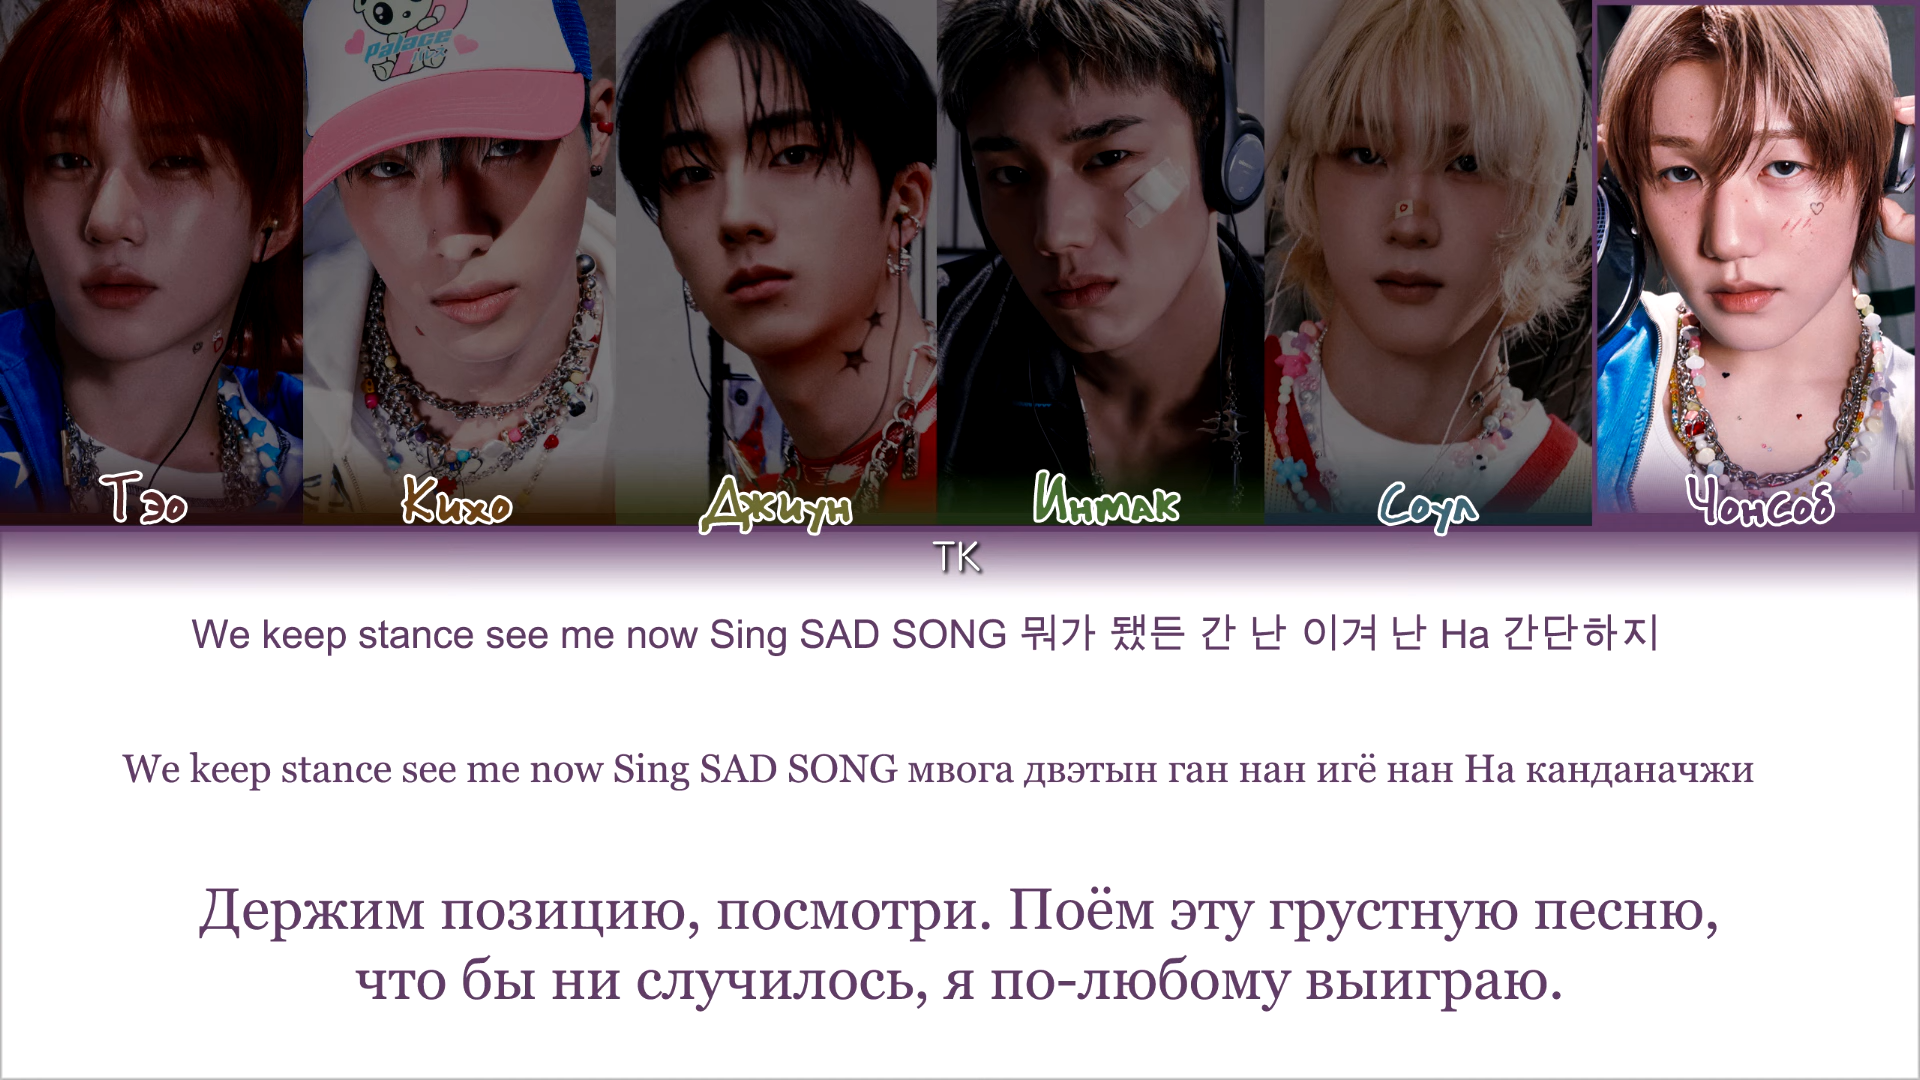 palace
Тэо
Кихо
Джиун
Интак
Соул
Чонсоб
TK
We keep stance see me now Sing SAD SONG 뭐가 됐든 간 난 이겨 난 Ha 간단하지
We keep stance see me now Sing SAD SONG мвога двэтын ган нан игё нан На канданачжи
Держим позицию, посмотри. Поём эту грустную песню,
что бы ни случилось, я по-любому выиграю.